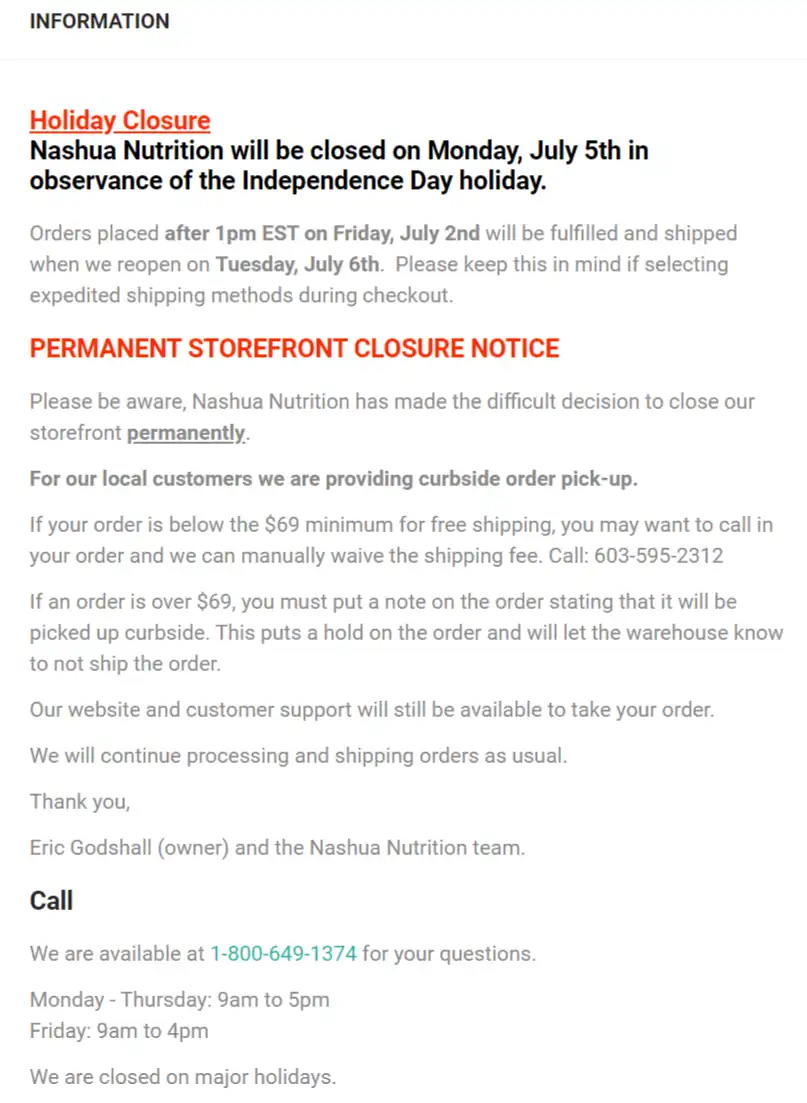 INFORMATION
Holiday Closure
Nashua Nutrition will be closed on Monday, July 5th in
observance of the Independence Day holiday.
Orders placed after 1pm EST on Friday, July 2nd will be fulfilled and shipped
when we reopen on Tuesday, July 6th.  Please keep this in mind if selecting
expedited shipping methods during checkout.
PERMANENT STOREFRONT CLOSURE NOTICE
Please be aware, Nashua Nutrition has made the difficult decision to close our
storefront permanently.
For our local customers we are providing curbside order pick-up.
If your order is below the $69 minimum for free shipping, you may want to call in
your order and we can manually waive the shipping fee. Call: 603-595-2312
If an order is over $69, you must put a note on the order stating that it will be
picked up curbside. This puts a hold on the order and will let the warehouse know
to not ship the order.
Our website and customer support will still be available to take your order.
We will continue processing and shipping orders as usual.
Thank you,
Eric Godshall (owner) and the Nashua Nutrition team.
Call
We are available at 1-800-649-1374 for your questions.
Monday - Thursday: 9am to 5pm
Friday: 9am to 4pm
We are closed on major holidays.